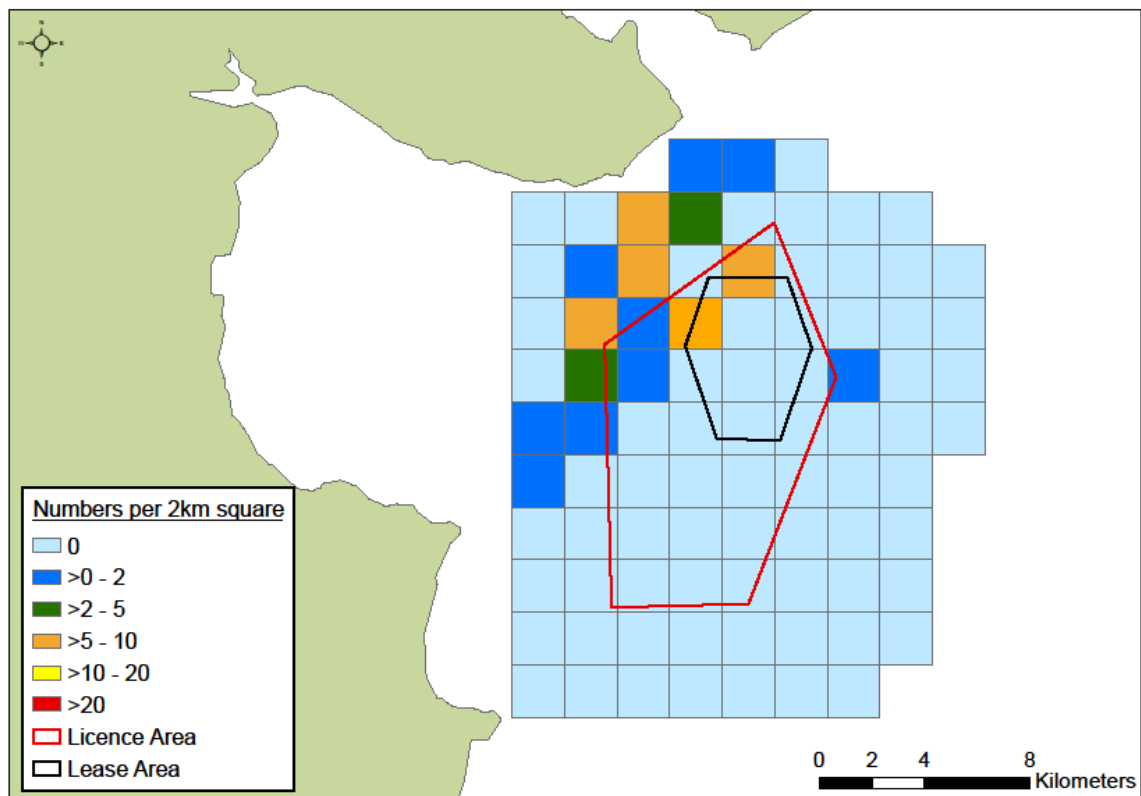 N
E
S
Numbers per 2km square
0
>0 - 2
>2 - 5
>5 - 10
>10 - 20
>20
Licence Area
Lease Area
0 2 4 8
Kilometers